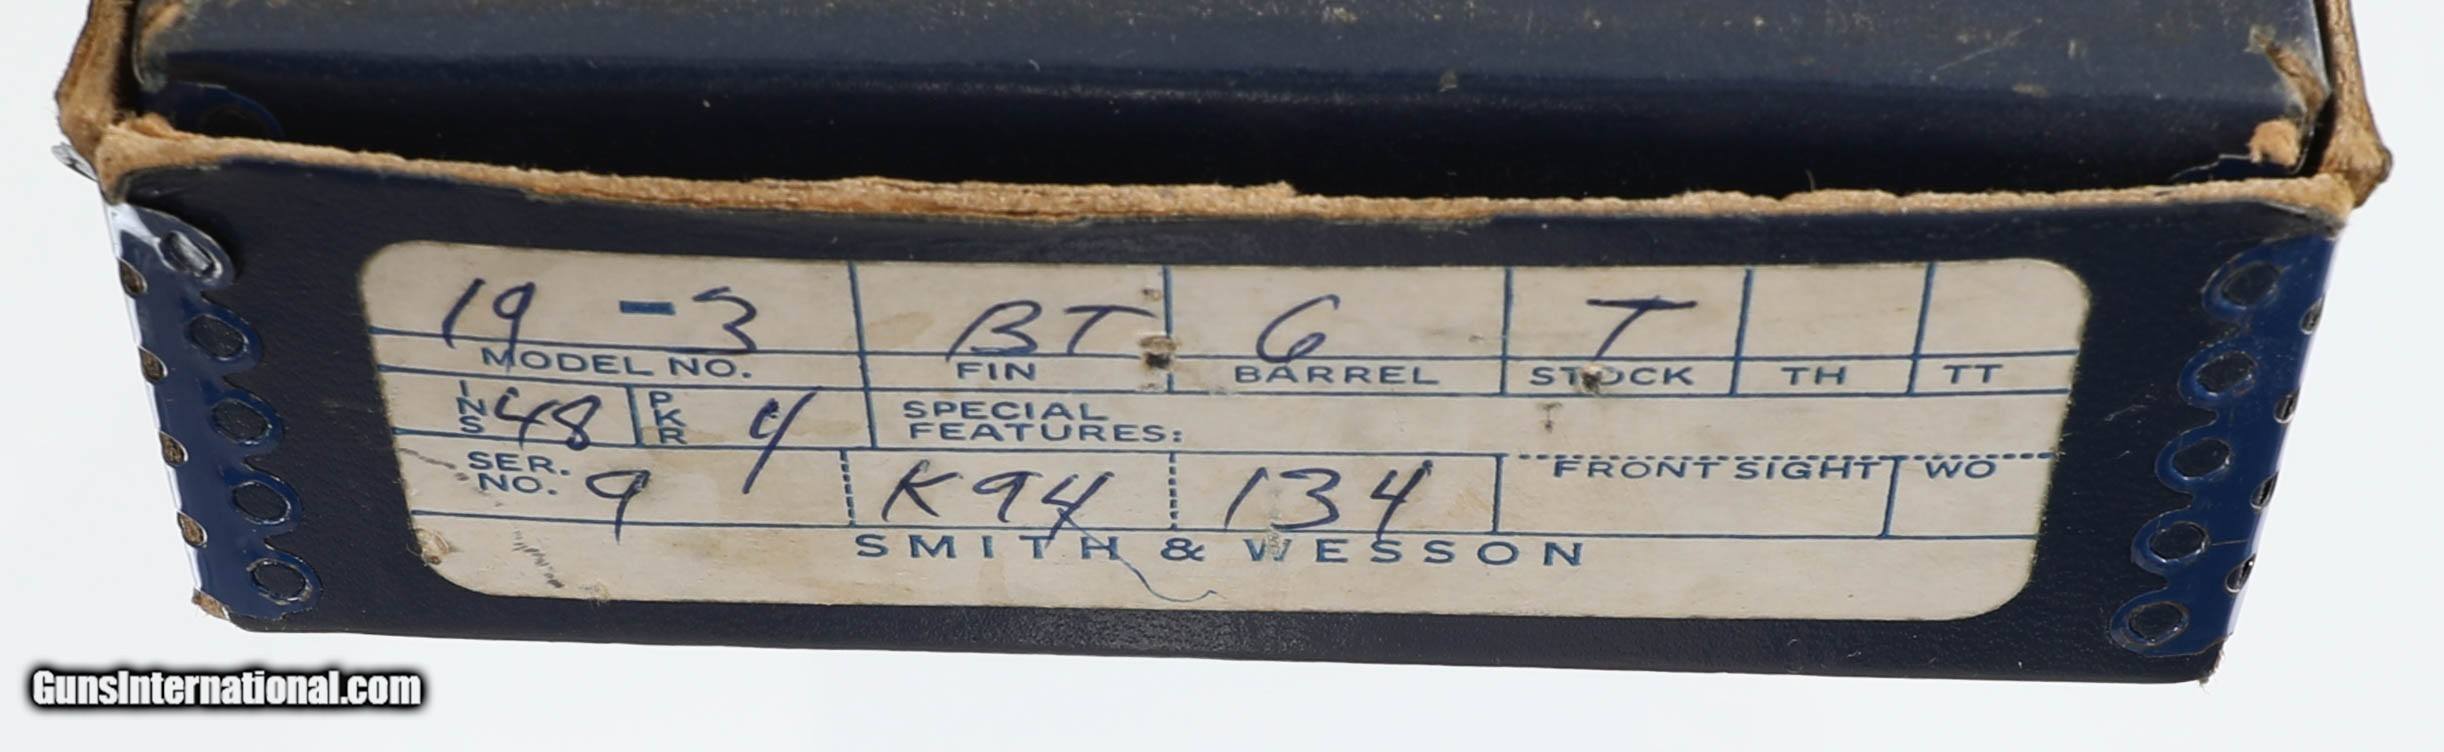 19 - 3 BT 6 T
MODEL NO. FIN BARREL STOCK TH TT
INS 48 PKR 4 SPECIAL FEATURES:
SER. NO. 9 K94 134 FRONT SIGHT WO
SMITH & WESSON
GunsInternational.com